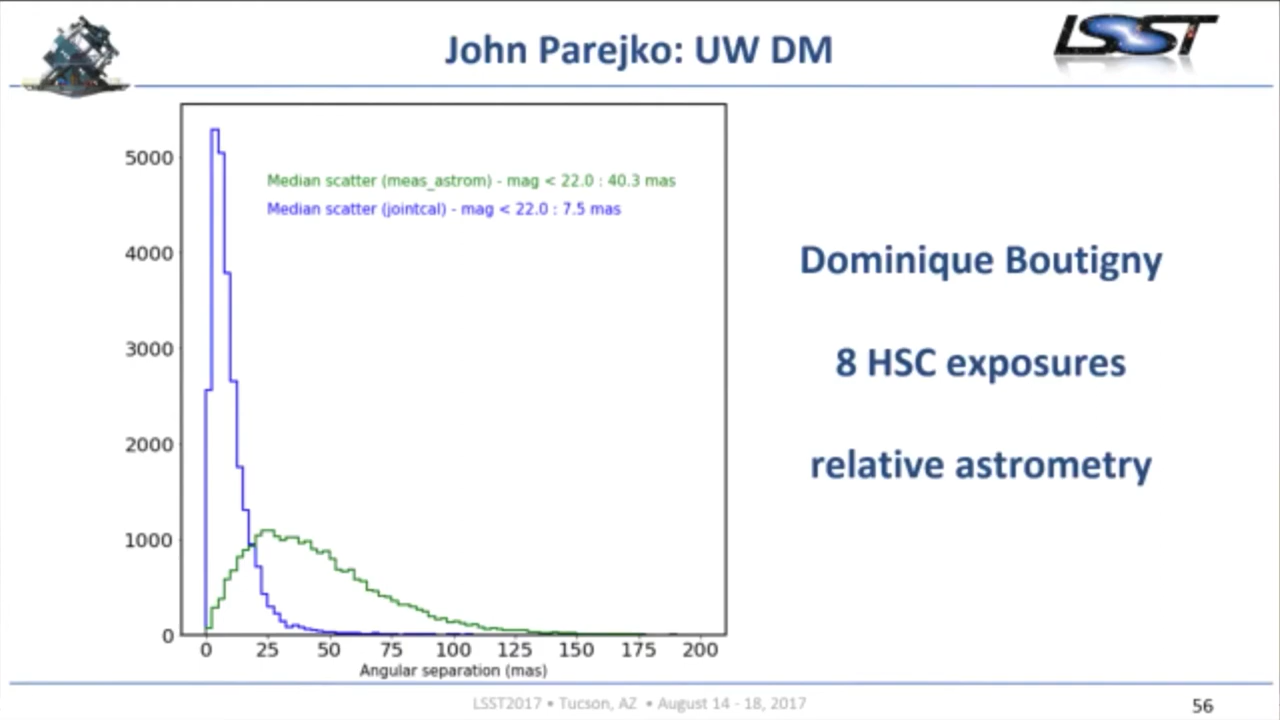 John Parejko: UW DM
LSST
5000
4000
3000
2000
1000
0
Median scatter (meas_astrom) - mag < 22.0 : 40.3 mas
Median scatter (jointcal) - mag < 22.0 : 7.5 mas
0 25 50 75 100 125 150 175 200
Angular separation (mas)
Dominique Boutigny
8 HSC exposures
relative astrometry
LSST2017 • Tucson, AZ • August 14 - 18, 2017
56